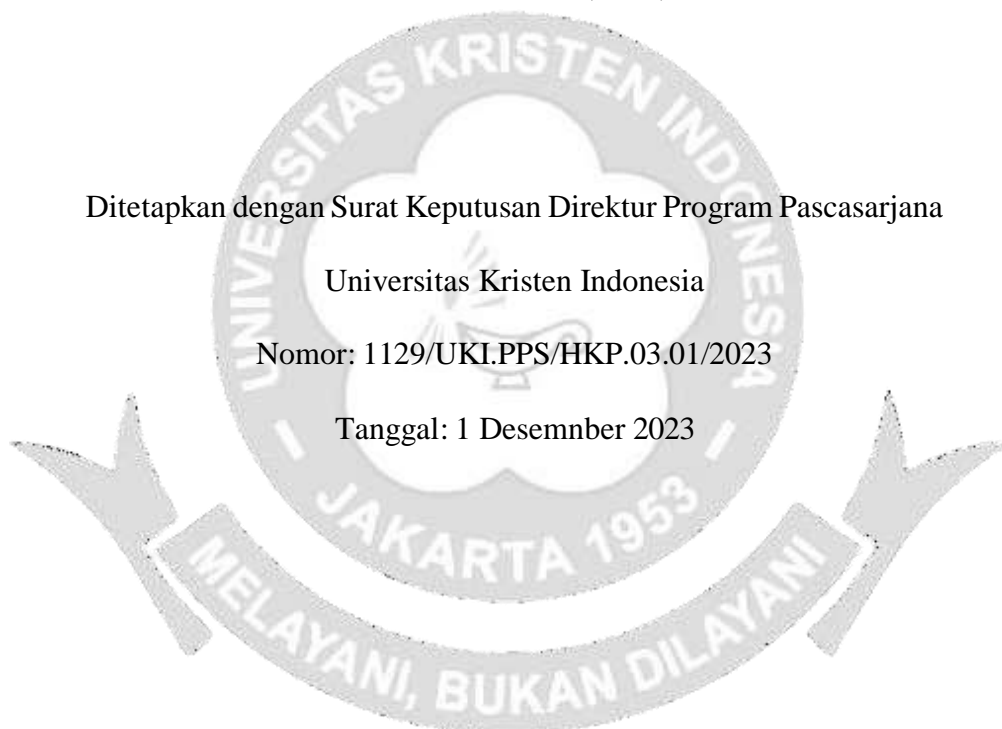 UNIVERSITAS KRISTEN INDONESIA
Ditetapkan dengan Surat Keputusan Direktur Program Pascasarjana
Universitas Kristen Indonesia
Nomor: 1129/UKI.PPS/HKP.03.01/2023
Tanggal: 1 Desemnber 2023
JAKARTA 1953
MELAYANI, BUKAN DILAYANI